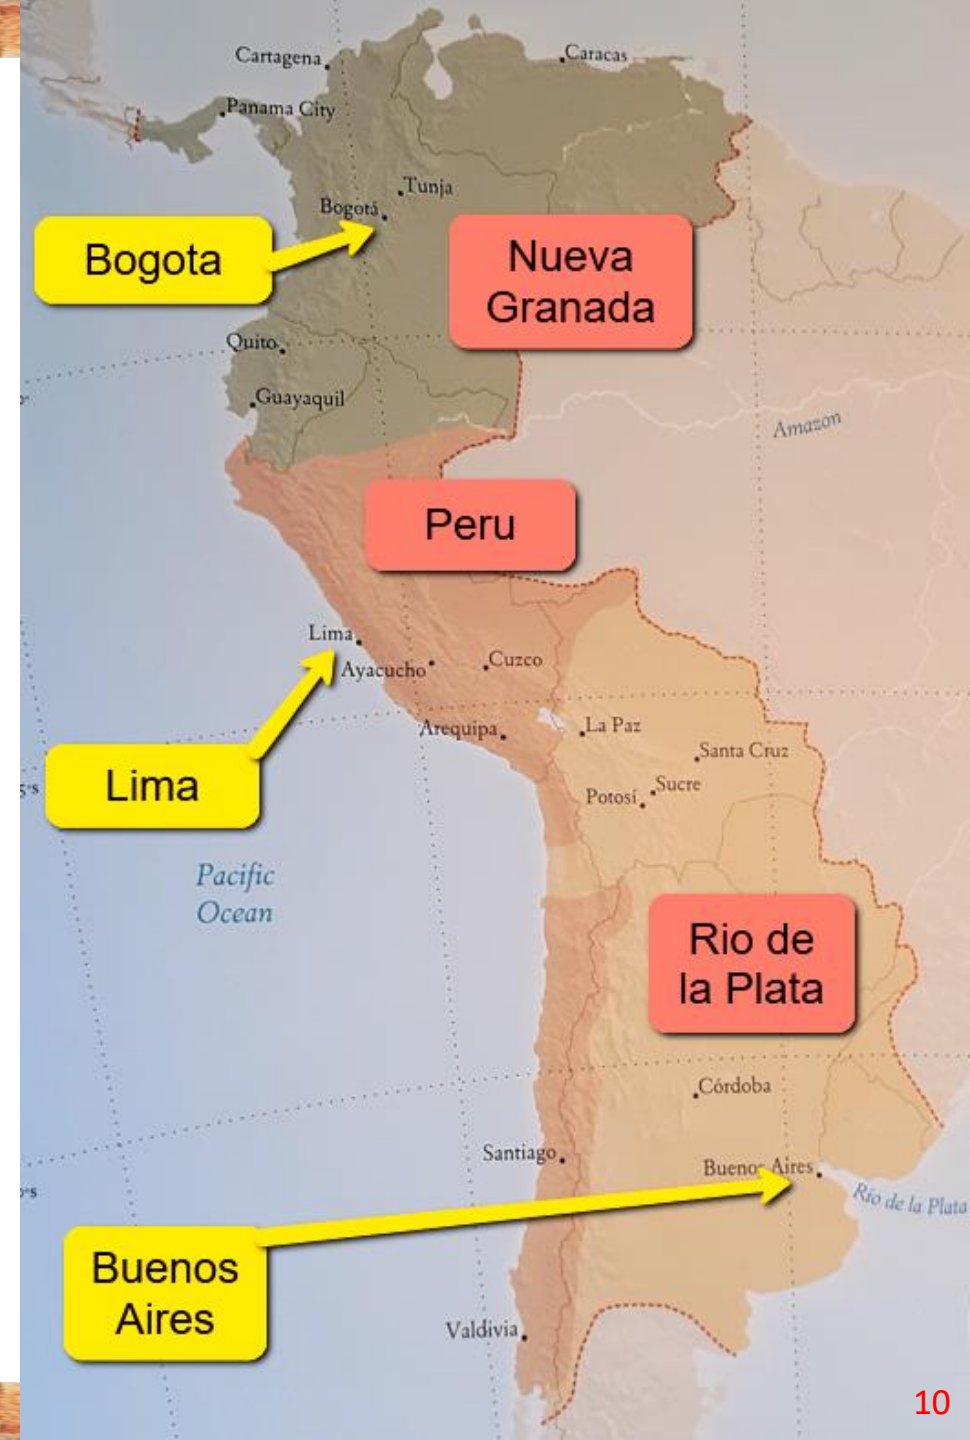 Cartagena
Caracas
Panama City
Tunja
Bogotá
Bogota
Nueva
Granada
Quito
Guayaquil
Amazon
Peru
Lima
Ayacucho
Cuzco
Arequipa
La Paz
Santa Cruz
Lima
Potosí
Sucre
Pacific
Ocean
Rio de
la Plata
Córdoba
Santiago
Buenos Aires
Río de la Plata
Buenos
Aires
Valdivia
10